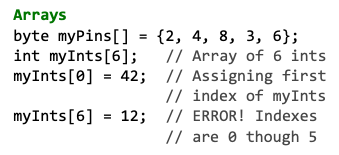 Arrays
byte myPins[] = {2, 4, 8, 3, 6};
int myInts[6];   // Array of 6 ints
myInts[0] = 42;  // Assigning first
                 // index of myInts
myInts[6] = 12;  // ERROR! Indexes
                 // are 0 though 5